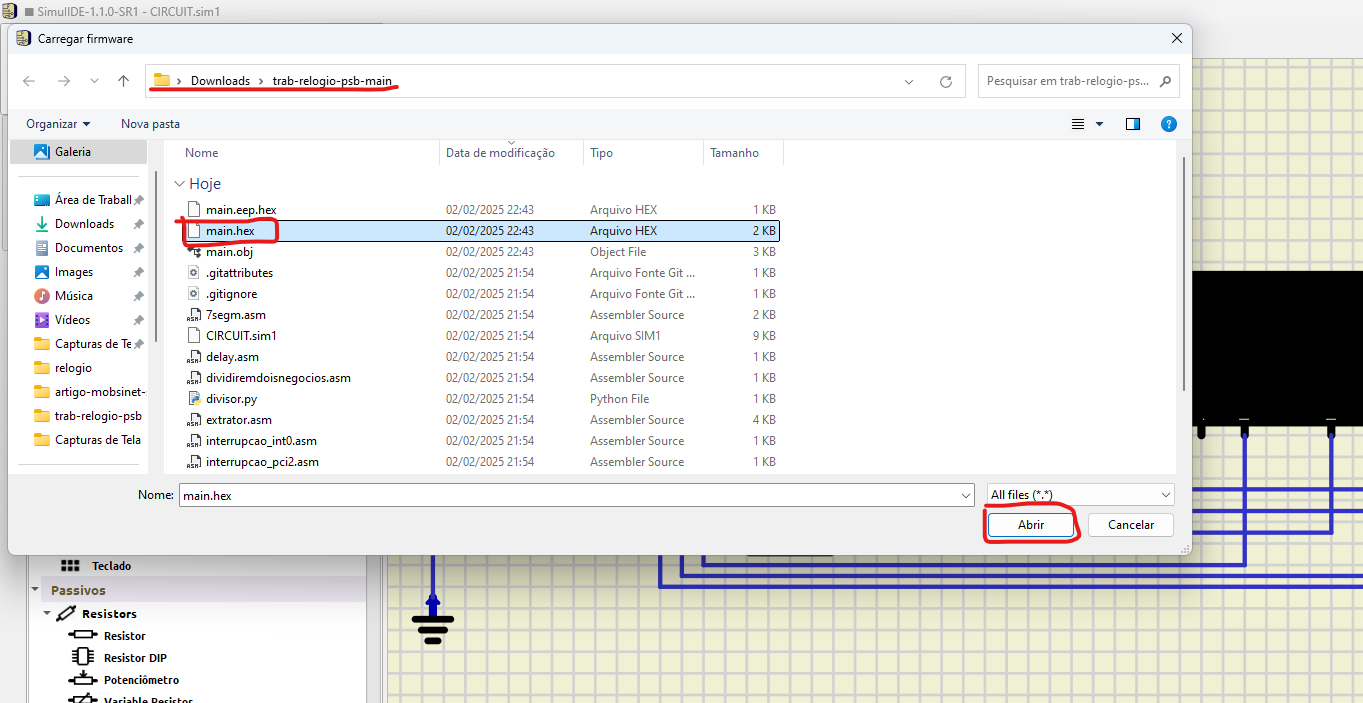 SimulIDE-1.1.0-SR1 - CIRCUIT.sim1
Carregar firmware
Downloads > trab-relogio-psb-main
Pesquisar em trab-relogio-ps...
Organizar
Nova pasta
Galeria
Área de Traball
Downloads
Documentos
Images
Música
Vídeos
Capturas de Te
relogio
artigo-mobsinet-
trab-relogio-psb
Capturas de Tela
Nome Data de modificação Tipo Tamanho
Hoje
main.eep.hex 02/02/2025 22:43 Arquivo HEX 1 KB
main.hex 02/02/2025 22:43 Arquivo HEX 2 KB
main.obj 02/02/2025 22:43 Object File 3 KB
.gitattributes 02/02/2025 21:54 Arquivo Fonte Git ... 1 KB
.gitignore 02/02/2025 21:54 Arquivo Fonte Git ... 1 KB
7segm.asm 02/02/2025 21:54 Assembler Source 2 KB
CIRCUIT.sim1 02/02/2025 21:54 Arquivo SIM1 9 KB
delay.asm 02/02/2025 21:54 Assembler Source 1 KB
dividiremdoisnegocios.asm 02/02/2025 21:54 Assembler Source 1 KB
divisor.py 02/02/2025 21:54 Python File 1 KB
extrator.asm 02/02/2025 21:54 Assembler Source 4 KB
interrupcao_int0.asm 02/02/2025 21:54 Assembler Source 1 KB
interrupcao_pci2.asm 02/02/2025 21:54 Assembler Source 1 KB
Nome: main.hex
All files (*.*)
Abrir
Cancelar
Teclado
Passivos
Resistors
Resistor
Resistor DIP
Potenciômetro
Variable Resistor